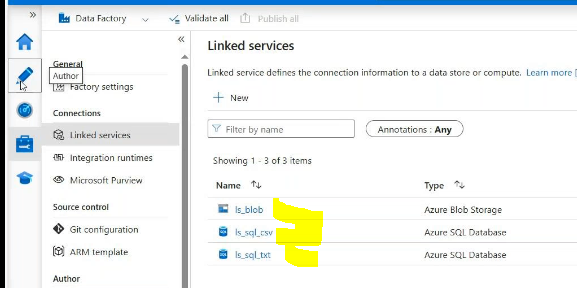 »
Data Factory
Validate all
Publish all
«
General
Author
Factory settings
Connections
Linked services
Integration runtimes
Microsoft Purview
Source control
Git configuration
ARM template
Author
Linked services
Linked service defines the connection information to a data store or compute. Learn more
+ New
Filter by name
Annotations : Any
Showing 1 - 3 of 3 items
Name Type
ls_blob Azure Blob Storage
ls_sql_csv Azure SQL Database
ls_sql_txt Azure SQL Database